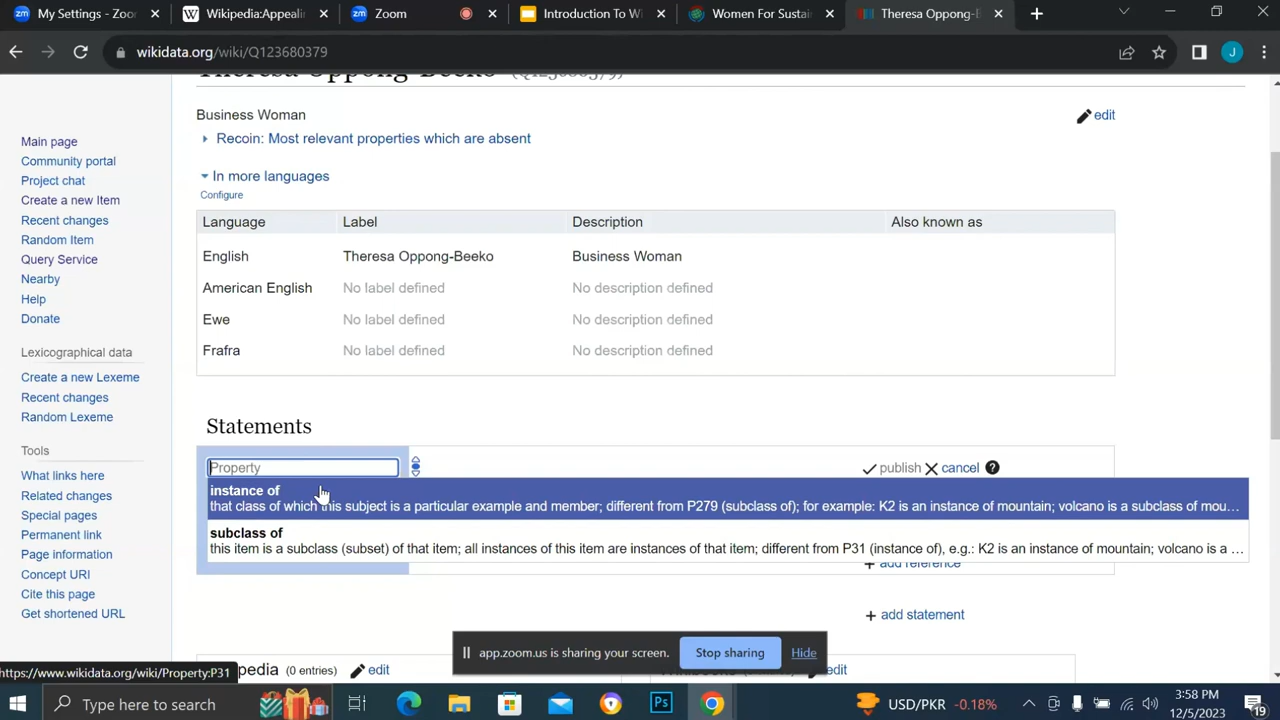 My Settings - Zoo
Wikipedia:Appealin
Zoom
Introduction To Wi
Women For Sustai
Theresa Oppong-B
wikidata.org/wiki/Q123680379
J
Theresa Oppong-Beeko (Q123680379)
Business Woman
edit
Recoin: Most relevant properties which are absent
In more languages
Configure
Language Label Description Also known as
English Theresa Oppong-Beeko Business Woman
American English No label defined No description defined
Ewe No label defined No description defined
Frafra No label defined No description defined
Main page
Community portal
Project chat
Create a new Item
Recent changes
Random Item
Query Service
Nearby
Help
Donate
Lexicographical data
Create a new Lexeme
Recent changes
Random Lexeme
Tools
What links here
Related changes
Special pages
Permanent link
Page information
Concept URI
Cite this page
Get shortened URL
Statements
Property
publish cancel ?
instance of
that class of which this subject is a particular example and member; different from P279 (subclass of); for example: K2 is an instance of mountain; volcano is a subclass of mou...
subclass of
this item is a subclass (subset) of that item; all instances of this item are instances of that item; different from P31 (instance of), e.g.: K2 is an instance of mountain; volcano is a ...
+ add reference
+ add statement
app.zoom.us is sharing your screen.
Stop sharing
Hide
https://www.wikidata.org/wiki/Property:P31
pedia (0 entries) edit
edit
Type here to search
Ps
USD/PKR -0.18%
3:58 PM
12/5/2023
19